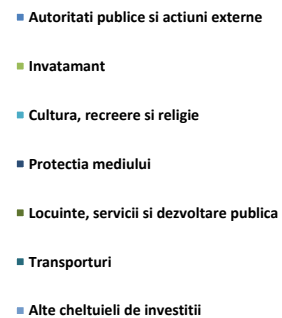 Autoritati publice si actiuni externe
Invatamant
Cultura, recreere si religie
Protectia mediului
Locuinte, servicii si dezvoltare publica
Transporturi
Alte cheltuieli de investitii